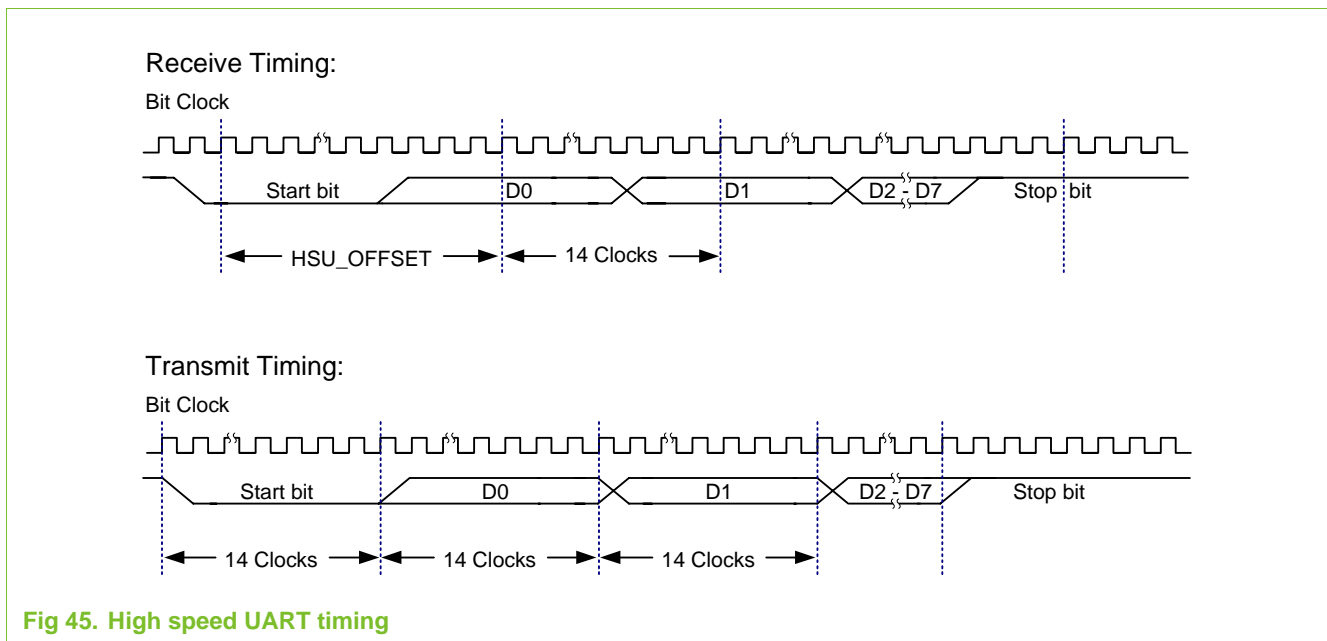 Receive Timing:
Bit Clock
Start bit D0 D1 D2 - D7 Stop bit
HSU_OFFSET 14 Clocks
Transmit Timing:
Bit Clock
Start bit D0 D1 D2 - D7 Stop bit
14 Clocks 14 Clocks 14 Clocks
Fig 45. High speed UART timing